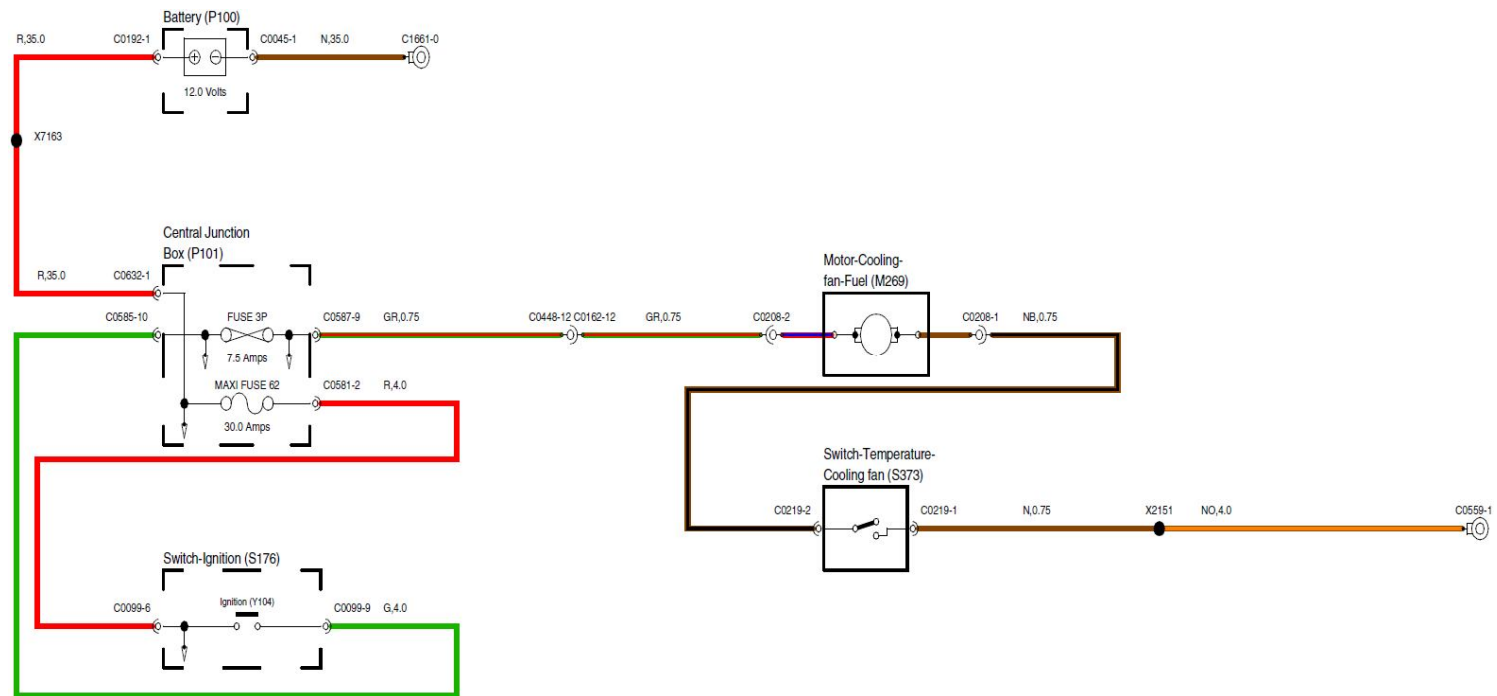 Battery (P100)
R,35.0 C0192-1 C0045-1 N,35.0 C1661-0
12.0 Volts
X7163
Central Junction
Box (P101)
R,35.0 C0632-1
Motor-Cooling-
fan-Fuel (M269)
C0585-10 FUSE 3P C0587-9 GR,0.75 C0448-12 C0162-12 GR,0.75 C0208-2 C0208-1 NB,0.75
7.5 Amps
MAXI FUSE 62 C0581-2 R,4.0
30.0 Amps
Switch-Temperature-
Cooling fan (S373)
C0219-2 C0219-1 N,0.75 X2151 NO,4.0 C0559-1
Switch-Ignition (S176)
C0099-6 Ignition (Y104) C0099-9 G,4.0